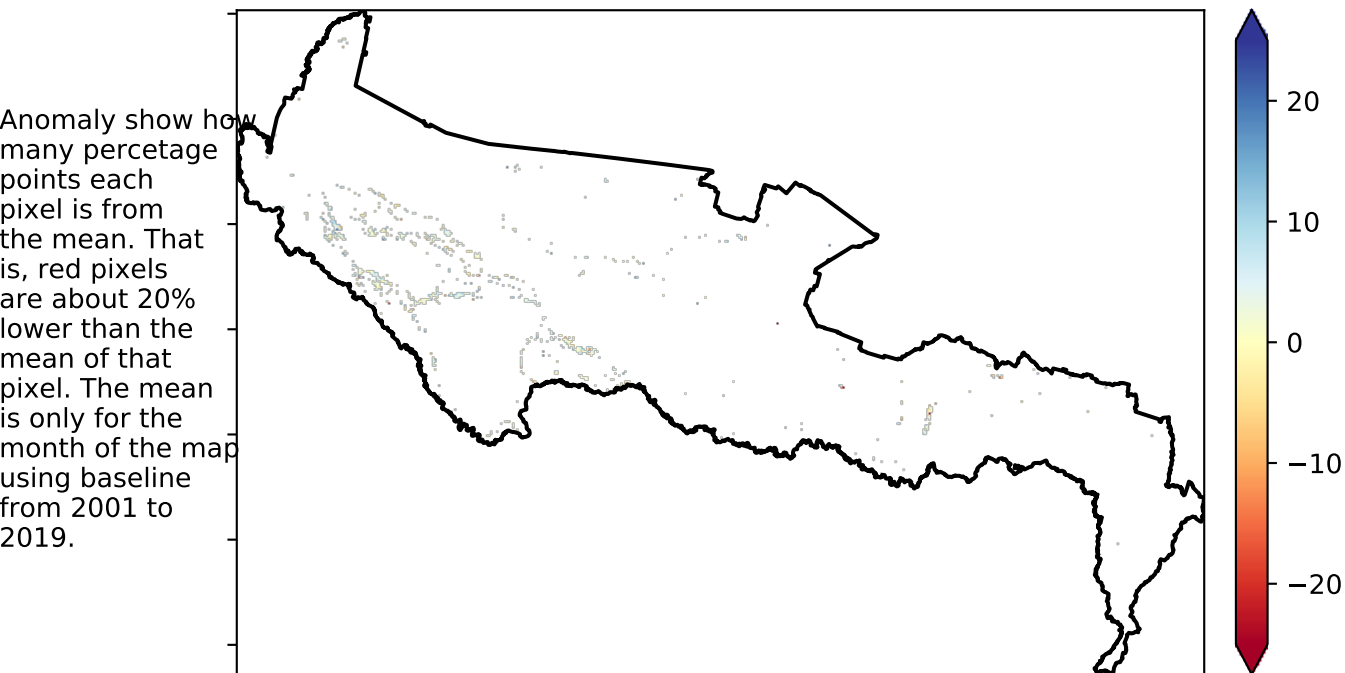 Anomaly show how
many percetage
points each
pixel is from
the mean. That
is, red pixels
are about 20%
lower than the
mean of that
pixel. The mean
is only for the
month of the map
using baseline
from 2001 to
2019.
20
10
0
−10
−20